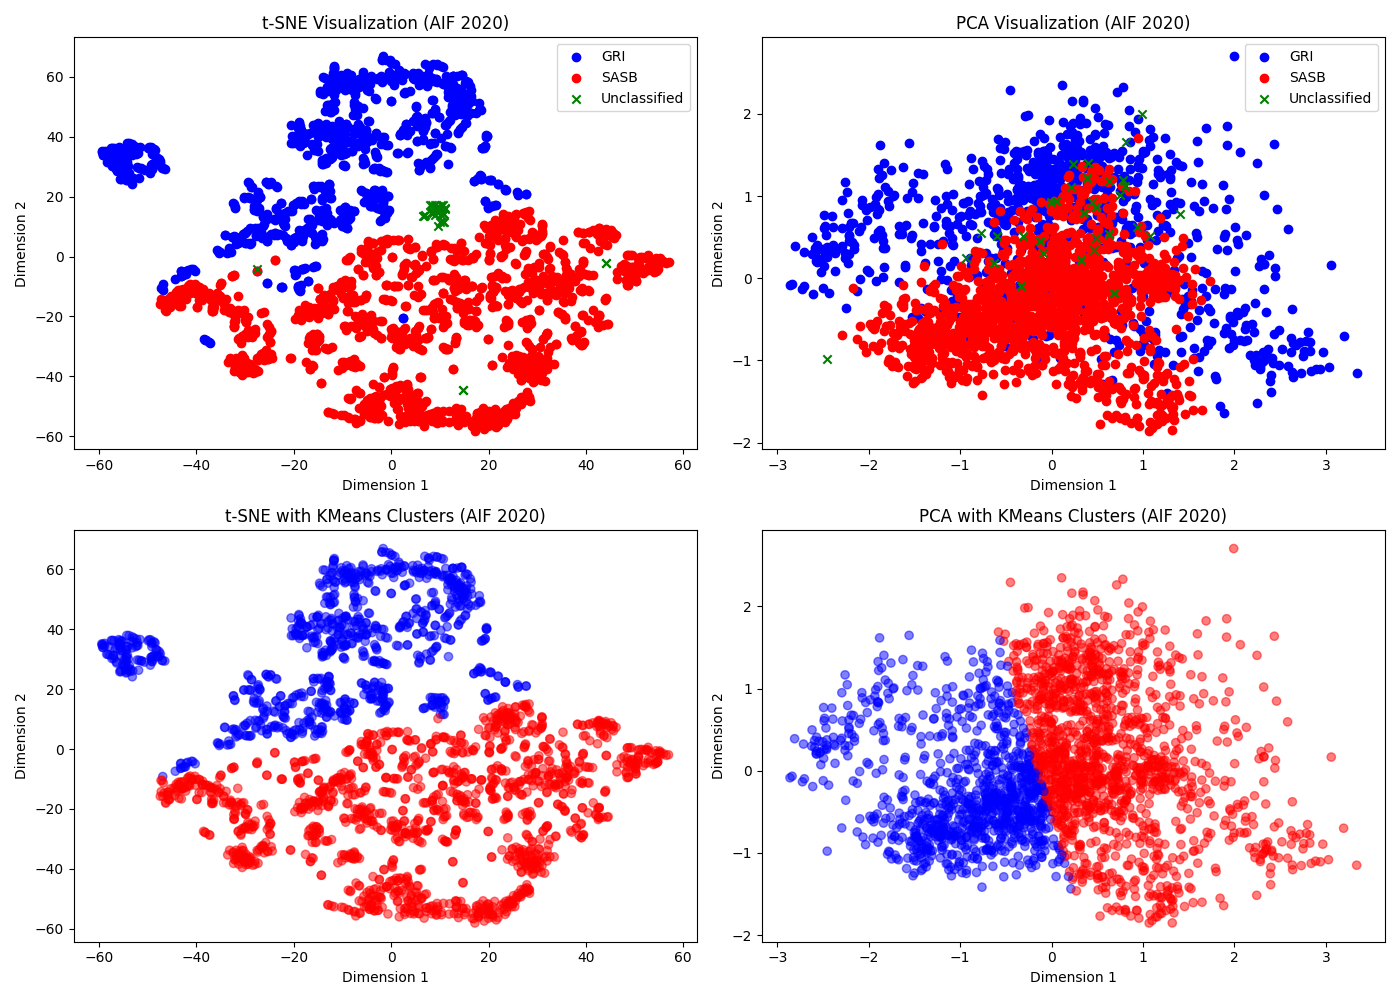 t-SNE Visualization (AIF 2020)
Dimension 2
60
40
20
0
−20
−40
−60
GRI
SASB
Unclassified
−60
−40
−20
0
20
40
60
Dimension 1
PCA Visualization (AIF 2020)
Dimension 2
2
1
0
−1
−2
GRI
SASB
Unclassified
−3
−2
−1
0
1
2
3
Dimension 1
t-SNE with KMeans Clusters (AIF 2020)
Dimension 2
60
40
20
0
−20
−40
−60
−60
−40
−20
0
20
40
60
Dimension 1
PCA with KMeans Clusters (AIF 2020)
Dimension 2
2
1
0
−1
−2
−3
−2
−1
0
1
2
3
Dimension 1